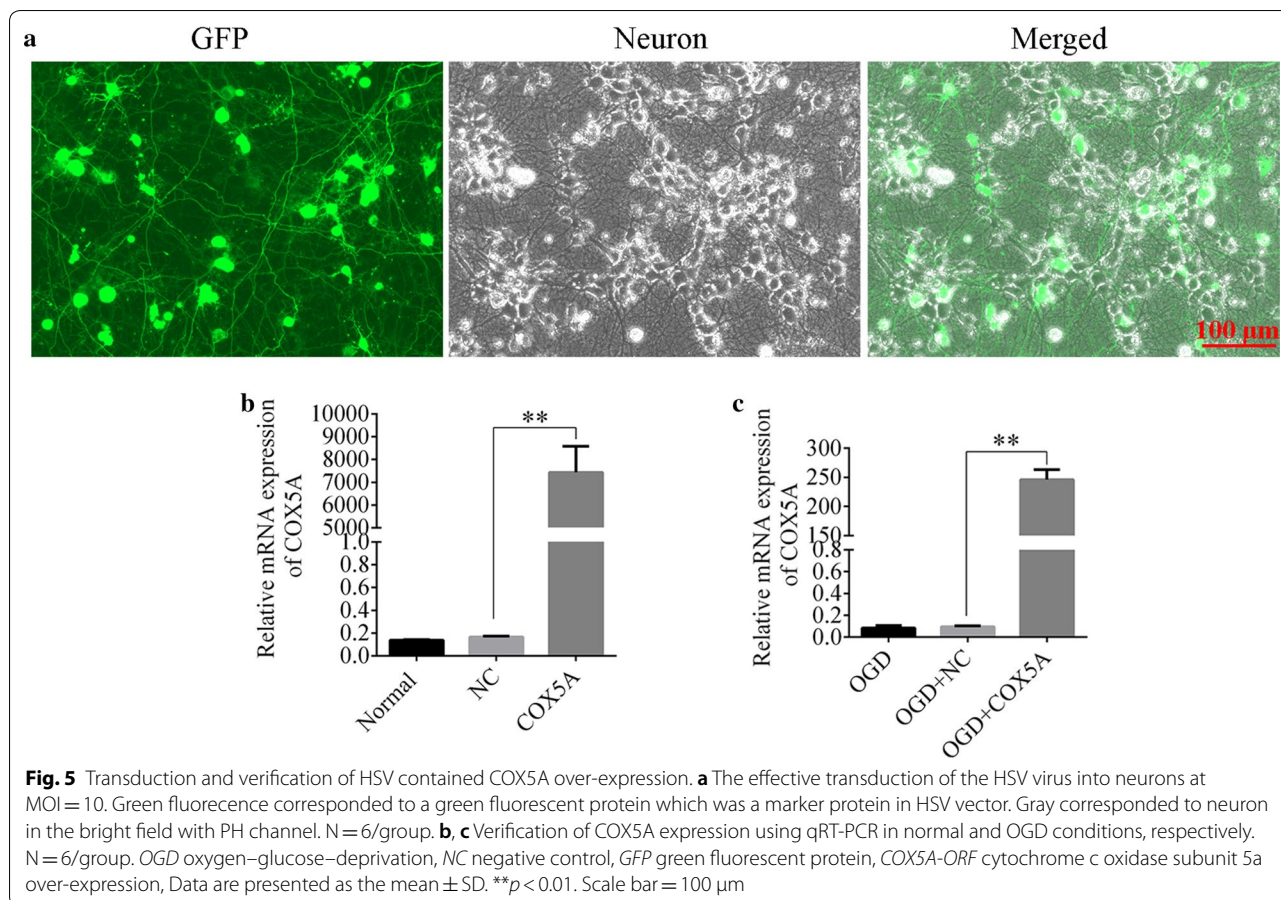 a
GFP
Neuron
Merged
100 μm
b
Relative mRNA expression
of COX5A
10000
9000
8000
7000
6000
5000
1.0
0.8
0.6
0.4
0.2
0.0
**
Normal
NC
COX5A
c
Relative mRNA expression
of COX5A
300
250
200
150
0.8
0.6
0.4
0.2
0.0
**
OGD
OGD+NC
OGD+COX5A
Fig. 5 Transduction and verification of HSV contained COX5A over-expression. a The effective transduction of the HSV virus into neurons at
MOI = 10. Green fluorecence corresponded to a green fluorescent protein which was a marker protein in HSV vector. Gray corresponded to neuron
in the bright field with PH channel. N = 6/group. b, c Verification of COX5A expression using qRT-PCR in normal and OGD conditions, respectively.
N = 6/group. OGD oxygen–glucose–deprivation, NC negative control, GFP green fluorescent protein, COX5A-ORF cytochrome c oxidase subunit 5a
over-expression, Data are presented as the mean ± SD. **p < 0.01. Scale bar = 100 μm